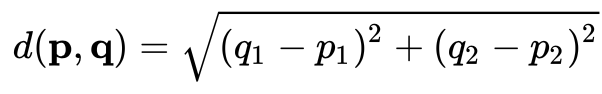 d(p, q) = √(q₁ − p₁)² + (q₂ − p₂)²